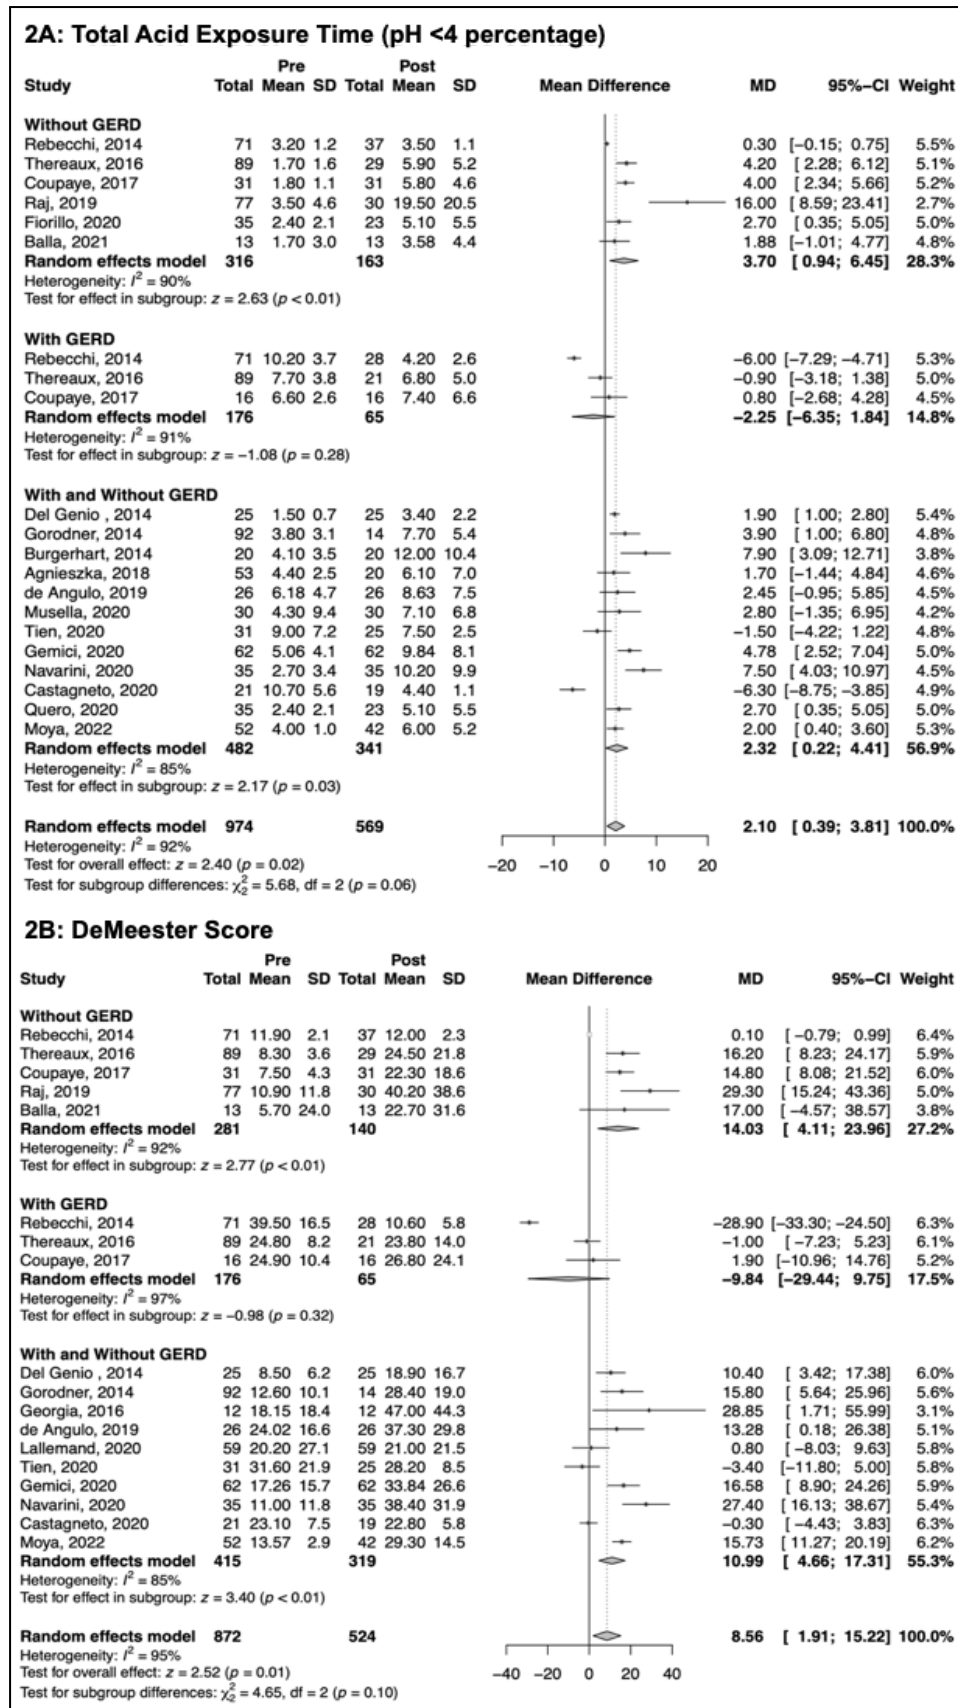 2A: Total Acid Exposure Time (pH <4 percentage)
Pre Post
Study Total Mean SD Total Mean SD Mean Difference MD 95%-CI Weight
Without GERD
Rebecchi, 2014 71 3.20 1.2 37 3.50 1.1 0.30 [-0.15; 0.75] 5.5%
Thereaux, 2016 89 1.70 1.6 29 5.90 5.2 4.20 [ 2.28; 6.12] 5.1%
Coupaye, 2017 31 1.80 1.1 31 5.80 4.6 4.00 [ 2.34; 5.66] 5.2%
Raj, 2019 77 3.50 4.6 30 19.50 20.5 16.00 [ 8.59; 23.41] 2.7%
Fiorillo, 2020 35 2.40 2.1 23 5.10 5.5 2.70 [ 0.35; 5.05] 5.0%
Balla, 2021 13 1.70 3.0 13 3.58 4.4 1.88 [-1.01; 4.77] 4.8%
Random effects model 316 163 3.70 [ 0.94; 6.45] 28.3%
Heterogeneity: I² = 90%
Test for effect in subgroup: z = 2.63 (p < 0.01)
With GERD
Rebecchi, 2014 71 10.20 3.7 28 4.20 2.6 −6.00 [−7.29; −4.71] 5.3%
Thereaux, 2016 89 7.70 3.8 21 6.80 5.0 −0.90 [−3.18; 1.38] 5.0%
Coupaye, 2017 16 6.60 2.6 16 7.40 6.6 0.80 [−2.68; 4.28] 4.5%
Random effects model 176 65 −2.25 [−6.35; 1.84] 14.8%
Heterogeneity: I² = 91%
Test for effect in subgroup: z = −1.08 (p = 0.28)
With and Without GERD
Del Genio , 2014 25 1.50 0.7 25 3.40 2.2 1.90 [ 1.00; 2.80] 5.4%
Gorodner, 2014 92 3.80 3.1 14 7.70 5.4 3.90 [ 1.00; 6.80] 4.8%
Burgerhart, 2014 20 4.10 3.5 20 12.00 10.4 7.90 [ 3.09; 12.71] 3.8%
Agnieszka, 2018 53 4.40 2.5 20 6.10 7.0 1.70 [−1.44; 4.84] 4.6%
de Angulo, 2019 26 6.18 4.7 26 8.63 7.5 2.45 [−0.95; 5.85] 4.5%
Musella, 2020 30 4.30 9.4 30 7.10 6.8 2.80 [−1.35; 6.95] 4.2%
Tien, 2020 31 9.00 7.2 25 7.50 2.5 −1.50 [−4.22; 1.22] 4.8%
Gemici, 2020 62 5.06 4.1 62 9.84 8.1 4.78 [ 2.52; 7.04] 5.0%
Navarini, 2020 35 2.70 3.4 35 10.20 9.9 7.50 [ 4.03; 10.97] 4.5%
Castagneto, 2020 21 10.70 5.6 19 4.40 1.1 −6.30 [−8.75; −3.85] 4.9%
Quero, 2020 35 2.40 2.1 23 5.10 5.5 2.70 [ 0.35; 5.05] 5.0%
Moya, 2022 52 4.00 1.0 42 6.00 5.2 2.00 [ 0.40; 3.60] 5.3%
Random effects model 482 341 2.32 [ 0.22; 4.41] 56.9%
Heterogeneity: I² = 85%
Test for effect in subgroup: z = 2.17 (p = 0.03)
Random effects model 974 569 2.10 [ 0.39; 3.81] 100.0%
Heterogeneity: I² = 92%
Test for overall effect: z = 2.40 (p = 0.02)
Test for subgroup differences: χ²₂ = 5.68, df = 2 (p = 0.06)
−20 −10 0 10 20
2B: DeMeester Score
Pre Post
Study Total Mean SD Total Mean SD Mean Difference MD 95%-CI Weight
Without GERD
Rebecchi, 2014 71 11.90 2.1 37 12.00 2.3 0.10 [ −0.79; 0.99] 6.4%
Thereaux, 2016 89 8.30 3.6 29 24.50 21.8 16.20 [ 8.23; 24.17] 5.9%
Coupaye, 2017 31 7.50 4.3 31 22.30 18.6 14.80 [ 8.08; 21.52] 6.0%
Raj, 2019 77 10.90 11.8 30 40.20 38.6 29.30 [ 15.24; 43.36] 5.0%
Balla, 2021 13 5.70 24.0 13 22.70 31.6 17.00 [ −4.57; 38.57] 3.8%
Random effects model 281 140 14.03 [ 4.11; 23.96] 27.2%
Heterogeneity: I² = 92%
Test for effect in subgroup: z = 2.77 (p < 0.01)
With GERD
Rebecchi, 2014 71 39.50 16.5 28 10.60 5.8 −28.90 [−33.30; −24.50] 6.3%
Thereaux, 2016 89 24.80 8.2 21 23.80 14.0 −1.00 [ −7.23; 5.23] 6.1%
Coupaye, 2017 16 24.90 10.4 16 26.80 24.1 1.90 [−10.96; 14.76] 5.2%
Random effects model 176 65 −9.84 [−29.44; 9.75] 17.5%
Heterogeneity: I² = 97%
Test for effect in subgroup: z = −0.98 (p = 0.32)
With and Without GERD
Del Genio , 2014 25 8.50 6.2 25 18.90 16.7 10.40 [ 3.42; 17.38] 6.0%
Gorodner, 2014 92 12.60 10.1 14 28.40 19.0 15.80 [ 5.64; 25.96] 5.6%
Georgia, 2016 12 18.15 18.4 12 47.00 44.3 28.85 [ 1.71; 55.99] 3.1%
de Angulo, 2019 26 24.02 16.6 26 37.30 29.8 13.28 [ 0.18; 26.38] 5.1%
Lallemand, 2020 59 20.20 27.1 59 21.00 21.5 0.80 [ −8.03; 9.63] 5.8%
Tien, 2020 31 31.60 21.9 25 28.20 8.5 −3.40 [−11.80; 5.00] 5.8%
Gemici, 2020 62 17.26 15.7 62 33.84 26.6 16.58 [ 8.90; 24.26] 5.9%
Navarini, 2020 35 11.00 11.8 35 38.40 31.9 27.40 [ 16.13; 38.67] 5.4%
Castagneto, 2020 21 23.10 7.5 19 22.80 5.8 −0.30 [ −4.43; 3.83] 6.3%
Moya, 2022 52 13.57 2.9 42 29.30 14.5 15.73 [ 11.27; 20.19] 6.2%
Random effects model 415 319 10.99 [ 4.66; 17.31] 55.3%
Heterogeneity: I² = 85%
Test for effect in subgroup: z = 3.40 (p < 0.01)
Random effects model 872 524 8.56 [ 1.91; 15.22] 100.0%
Heterogeneity: I² = 95%
Test for overall effect: z = 2.52 (p = 0.01)
Test for subgroup differences: χ²₂ = 4.65, df = 2 (p = 0.10)
−40 −20 0 20 40